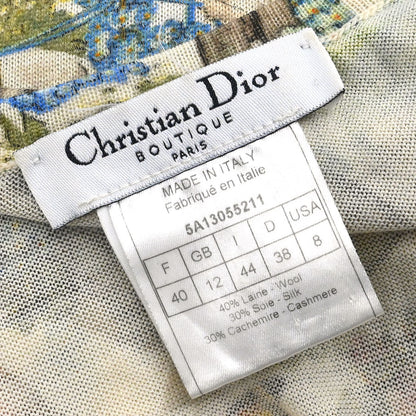 Christian Dior
BOUTIQUE
PARIS
MADE IN ITALY
Fabriqué en Italie
5A13055211
F GB I D USA
40 12 44 38 8
40% Laine - Wool
30% Soie - Silk
30% Cachemire - Cashmere